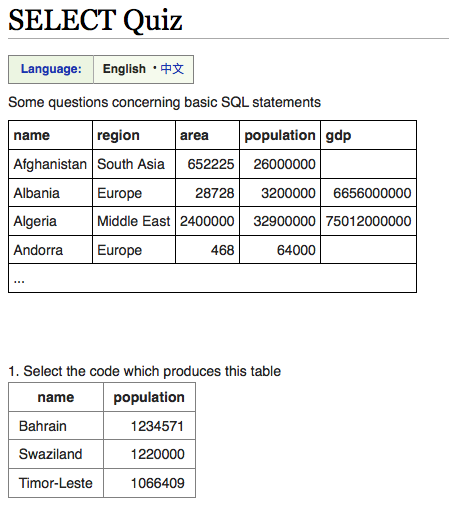 SELECT Quiz
Language: English • 中文
Some questions concerning basic SQL statements
name region area population gdp
Afghanistan South Asia 652225 26000000
Albania Europe 28728 3200000 6656000000
Algeria Middle East 2400000 32900000 75012000000
Andorra Europe 468 64000
...
1. Select the code which produces this table
name population
Bahrain 1234571
Swaziland 1220000
Timor-Leste 1066409